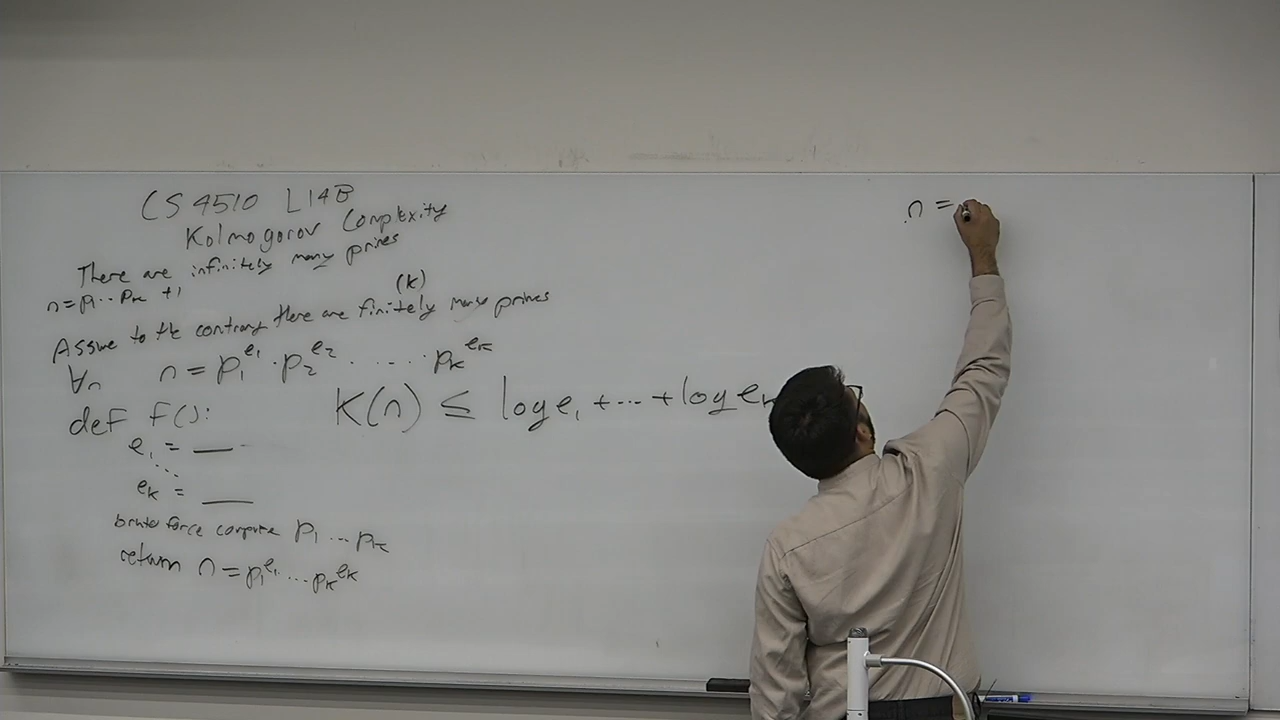 CS 4510 L14B
Kolmogorov Complexity
There are infinitely many primes
n = p₁ ... pₖ + 1
(k)
Assume to the contrary there are finitely many primes
∀n n = p₁^e₁ · p₂^e₂ · .... · pₖ^eₖ
def f():
K(n) ≤ log e₁ + ... + log eₖ
e₁ = __
...
eₖ = __
brute force compute p₁ ... pₖ
return n = p₁^e₁ ... pₖ^eₖ
n =